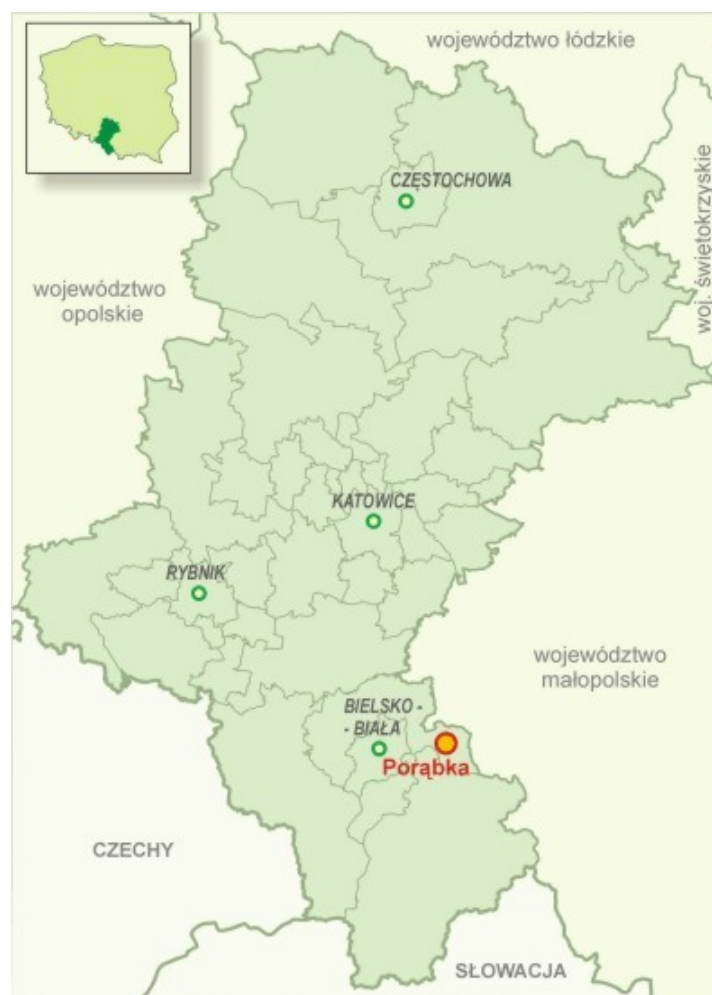 województwo łódzkie
CZĘSTOCHOWA
woj. świętokrzyskie
województwo
opolskie
KATOWICE
RYBNIK
województwo
małopolskie
BIELSKO -
- BIAŁA
Porąbka
CZECHY
SŁOWACJA